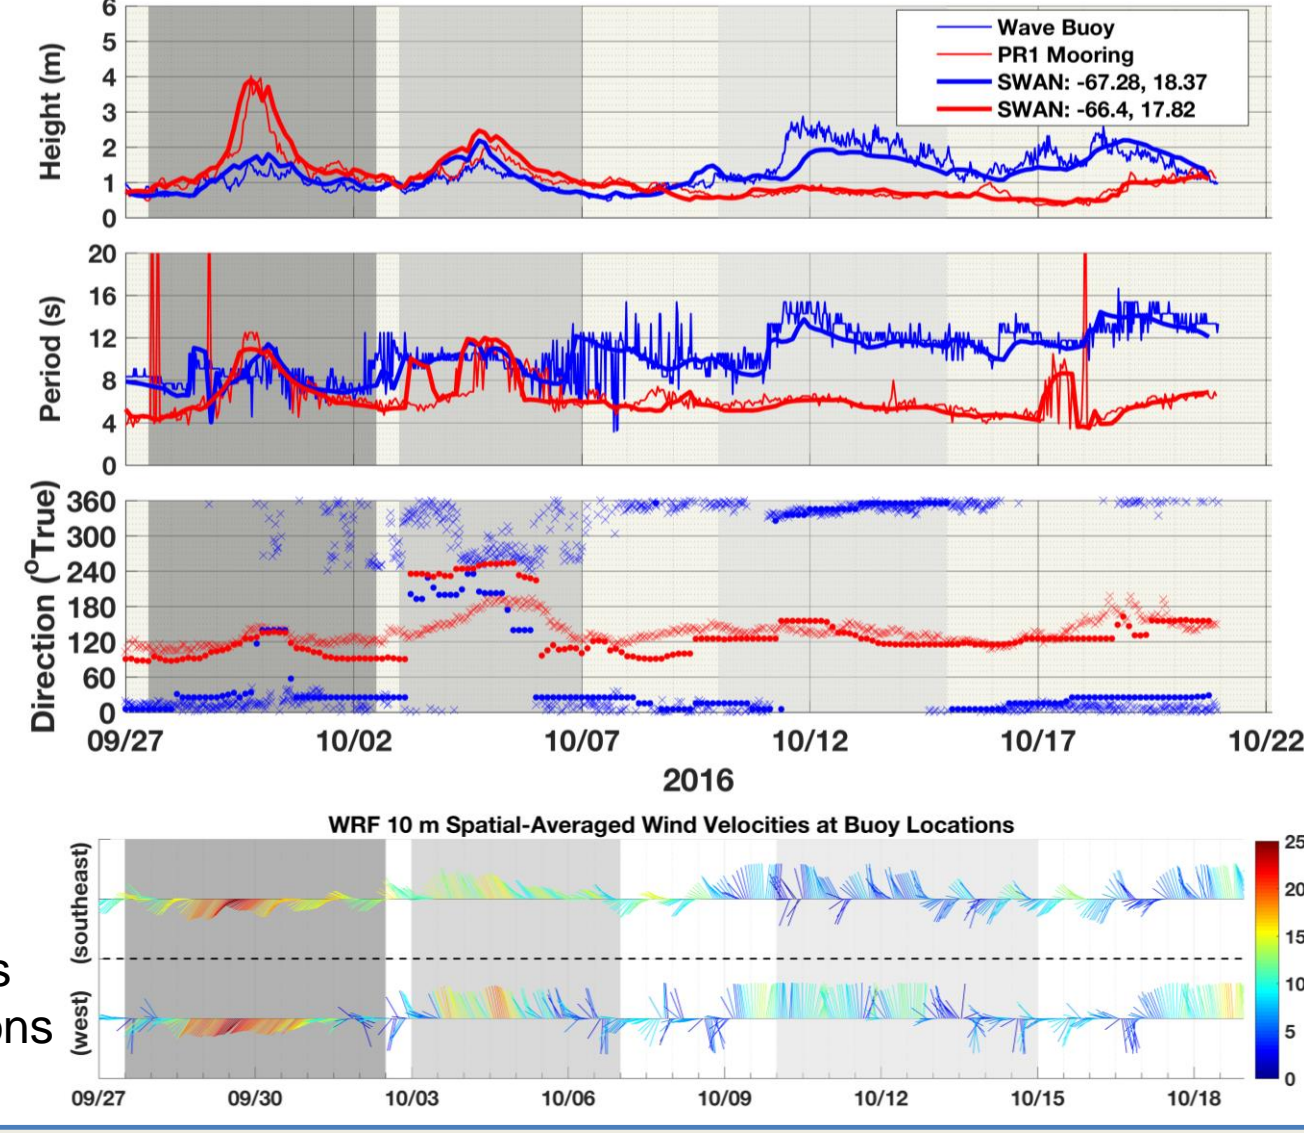 6
5
4
3
2
1
0
Height (m)
Wave Buoy
PR1 Mooring
SWAN: -67.28, 18.37
SWAN: -66.4, 17.82
20
16
12
8
4
0
Period (s)
360
300
240
180
120
60
0
Direction (°True)
09/27 10/02 10/07 10/12 10/17 10/22
2016
WRF 10 m Spatial-Averaged Wind Velocities at Buoy Locations
(southeast)
(west)
s
ons
25
20
15
10
5
0
09/27 09/30 10/03 10/06 10/09 10/12 10/15 10/18